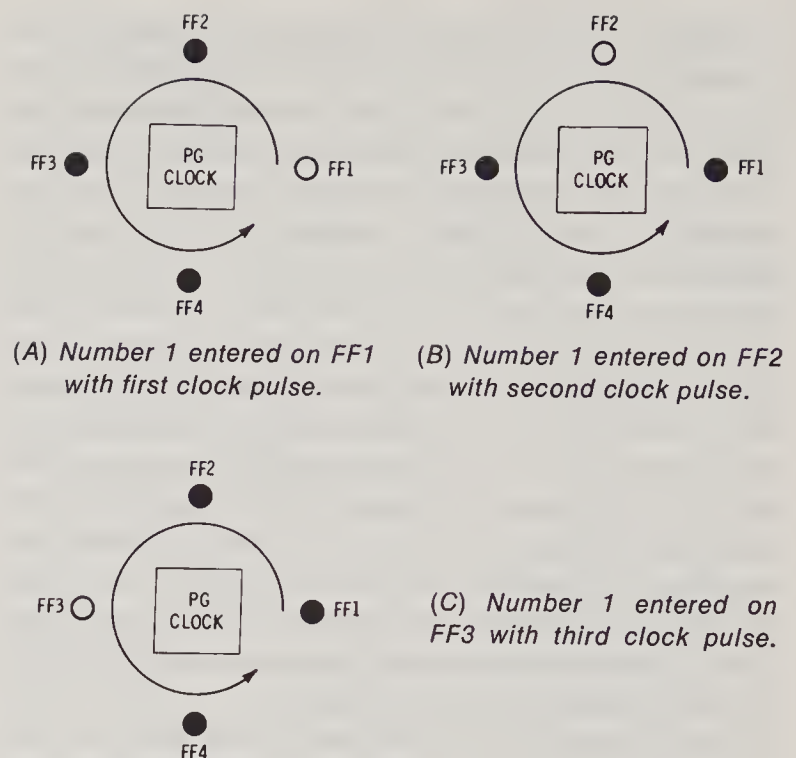 FF2
FF3
PG
CLOCK
FF1
FF4
(A) Number 1 entered on FF1
with first clock pulse.
FF2
FF3
PG
CLOCK
FF1
FF4
(B) Number 1 entered on FF2
with second clock pulse.
FF2
FF3
PG
CLOCK
FF1
FF4
(C) Number 1 entered on
FF3 with third clock pulse.